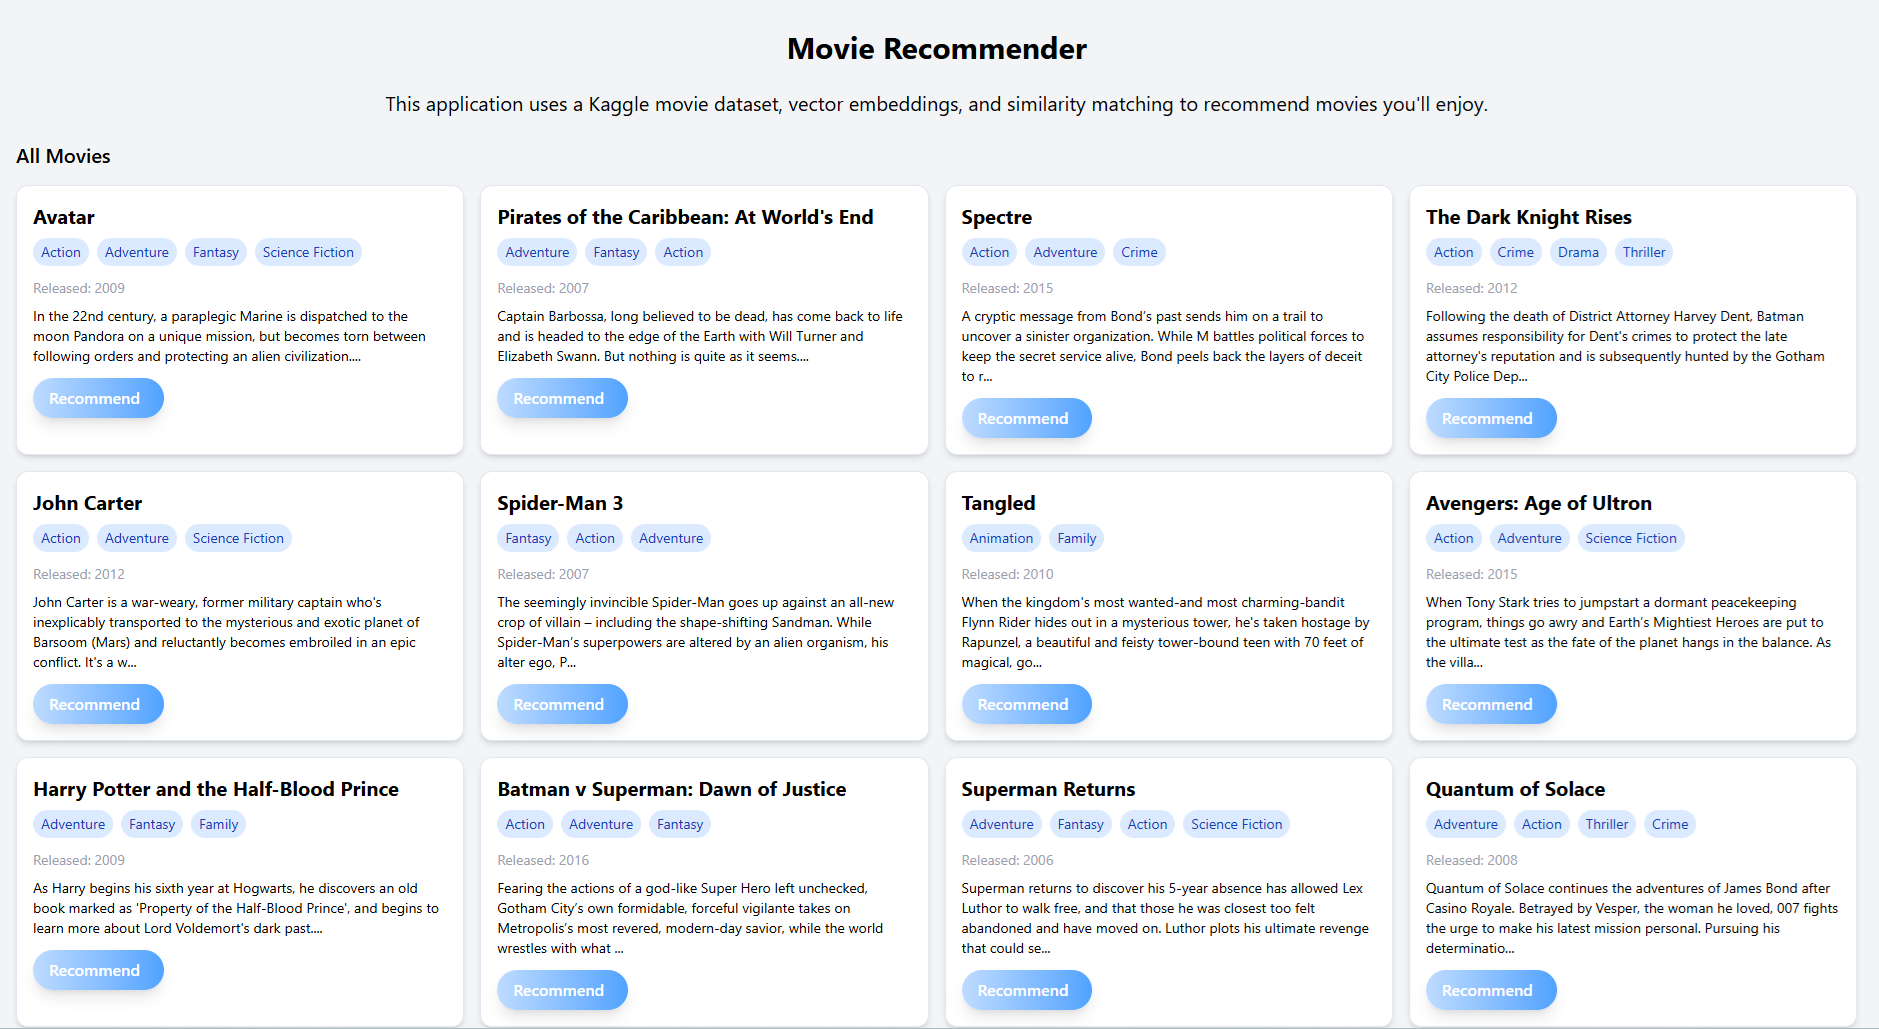 Movie Recommender
This application uses a Kaggle movie dataset, vector embeddings, and similarity matching to recommend movies you'll enjoy.
All Movies
Avatar
Action Adventure Fantasy Science Fiction
Released: 2009
In the 22nd century, a paraplegic Marine is dispatched to the
moon Pandora on a unique mission, but becomes torn between
following orders and protecting an alien civilization....
Recommend
Pirates of the Caribbean: At World's End
Adventure Fantasy Action
Released: 2007
Captain Barbossa, long believed to be dead, has come back to life
and is headed to the edge of the Earth with Will Turner and
Elizabeth Swann. But nothing is quite as it seems....
Recommend
Spectre
Action Adventure Crime
Released: 2015
A cryptic message from Bond’s past sends him on a trail to
uncover a sinister organization. While M battles political forces to
keep the secret service alive, Bond peels back the layers of deceit
to r...
Recommend
The Dark Knight Rises
Action Crime Drama Thriller
Released: 2012
Following the death of District Attorney Harvey Dent, Batman
assumes responsibility for Dent's crimes to protect the late
attorney's reputation and is subsequently hunted by the Gotham
City Police Dep...
Recommend
John Carter
Action Adventure Science Fiction
Released: 2012
John Carter is a war-weary, former military captain who's
inexplicably transported to the mysterious and exotic planet of
Barsoom (Mars) and reluctantly becomes embroiled in an epic
conflict. It's a w...
Recommend
Spider-Man 3
Fantasy Action Adventure
Released: 2007
The seemingly invincible Spider-Man goes up against an all-new
crop of villain – including the shape-shifting Sandman. While
Spider-Man’s superpowers are altered by an alien organism, his
alter ego, P...
Recommend
Tangled
Animation Family
Released: 2010
When the kingdom's most wanted-and most charming-bandit
Flynn Rider hides out in a mysterious tower, he's taken hostage by
Rapunzel, a beautiful and feisty tower-bound teen with 70 feet of
magical, go...
Recommend
Avengers: Age of Ultron
Action Adventure Science Fiction
Released: 2015
When Tony Stark tries to jumpstart a dormant peacekeeping
program, things go awry and Earth’s Mightiest Heroes are put to
the ultimate test as the fate of the planet hangs in the balance. As
the villa...
Recommend
Harry Potter and the Half-Blood Prince
Adventure Fantasy Family
Released: 2009
As Harry begins his sixth year at Hogwarts, he discovers an old
book marked as 'Property of the Half-Blood Prince', and begins to
learn more about Lord Voldemort's dark past....
Recommend
Batman v Superman: Dawn of Justice
Action Adventure Fantasy
Released: 2016
Fearing the actions of a god-like Super Hero left unchecked,
Gotham City’s own formidable, forceful vigilante takes on
Metropolis’s most revered, modern-day savior, while the world
wrestles with what ...
Recommend
Superman Returns
Adventure Fantasy Action Science Fiction
Released: 2006
Superman returns to discover his 5-year absence has allowed Lex
Luthor to walk free, and that those he was closest too felt
abandoned and have moved on. Luthor plots his ultimate revenge
that could se...
Recommend
Quantum of Solace
Adventure Action Thriller Crime
Released: 2008
Quantum of Solace continues the adventures of James Bond after
Casino Royale. Betrayed by Vesper, the woman he loved, 007 fights
the urge to make his latest mission personal. Pursuing his
determinatio...
Recommend